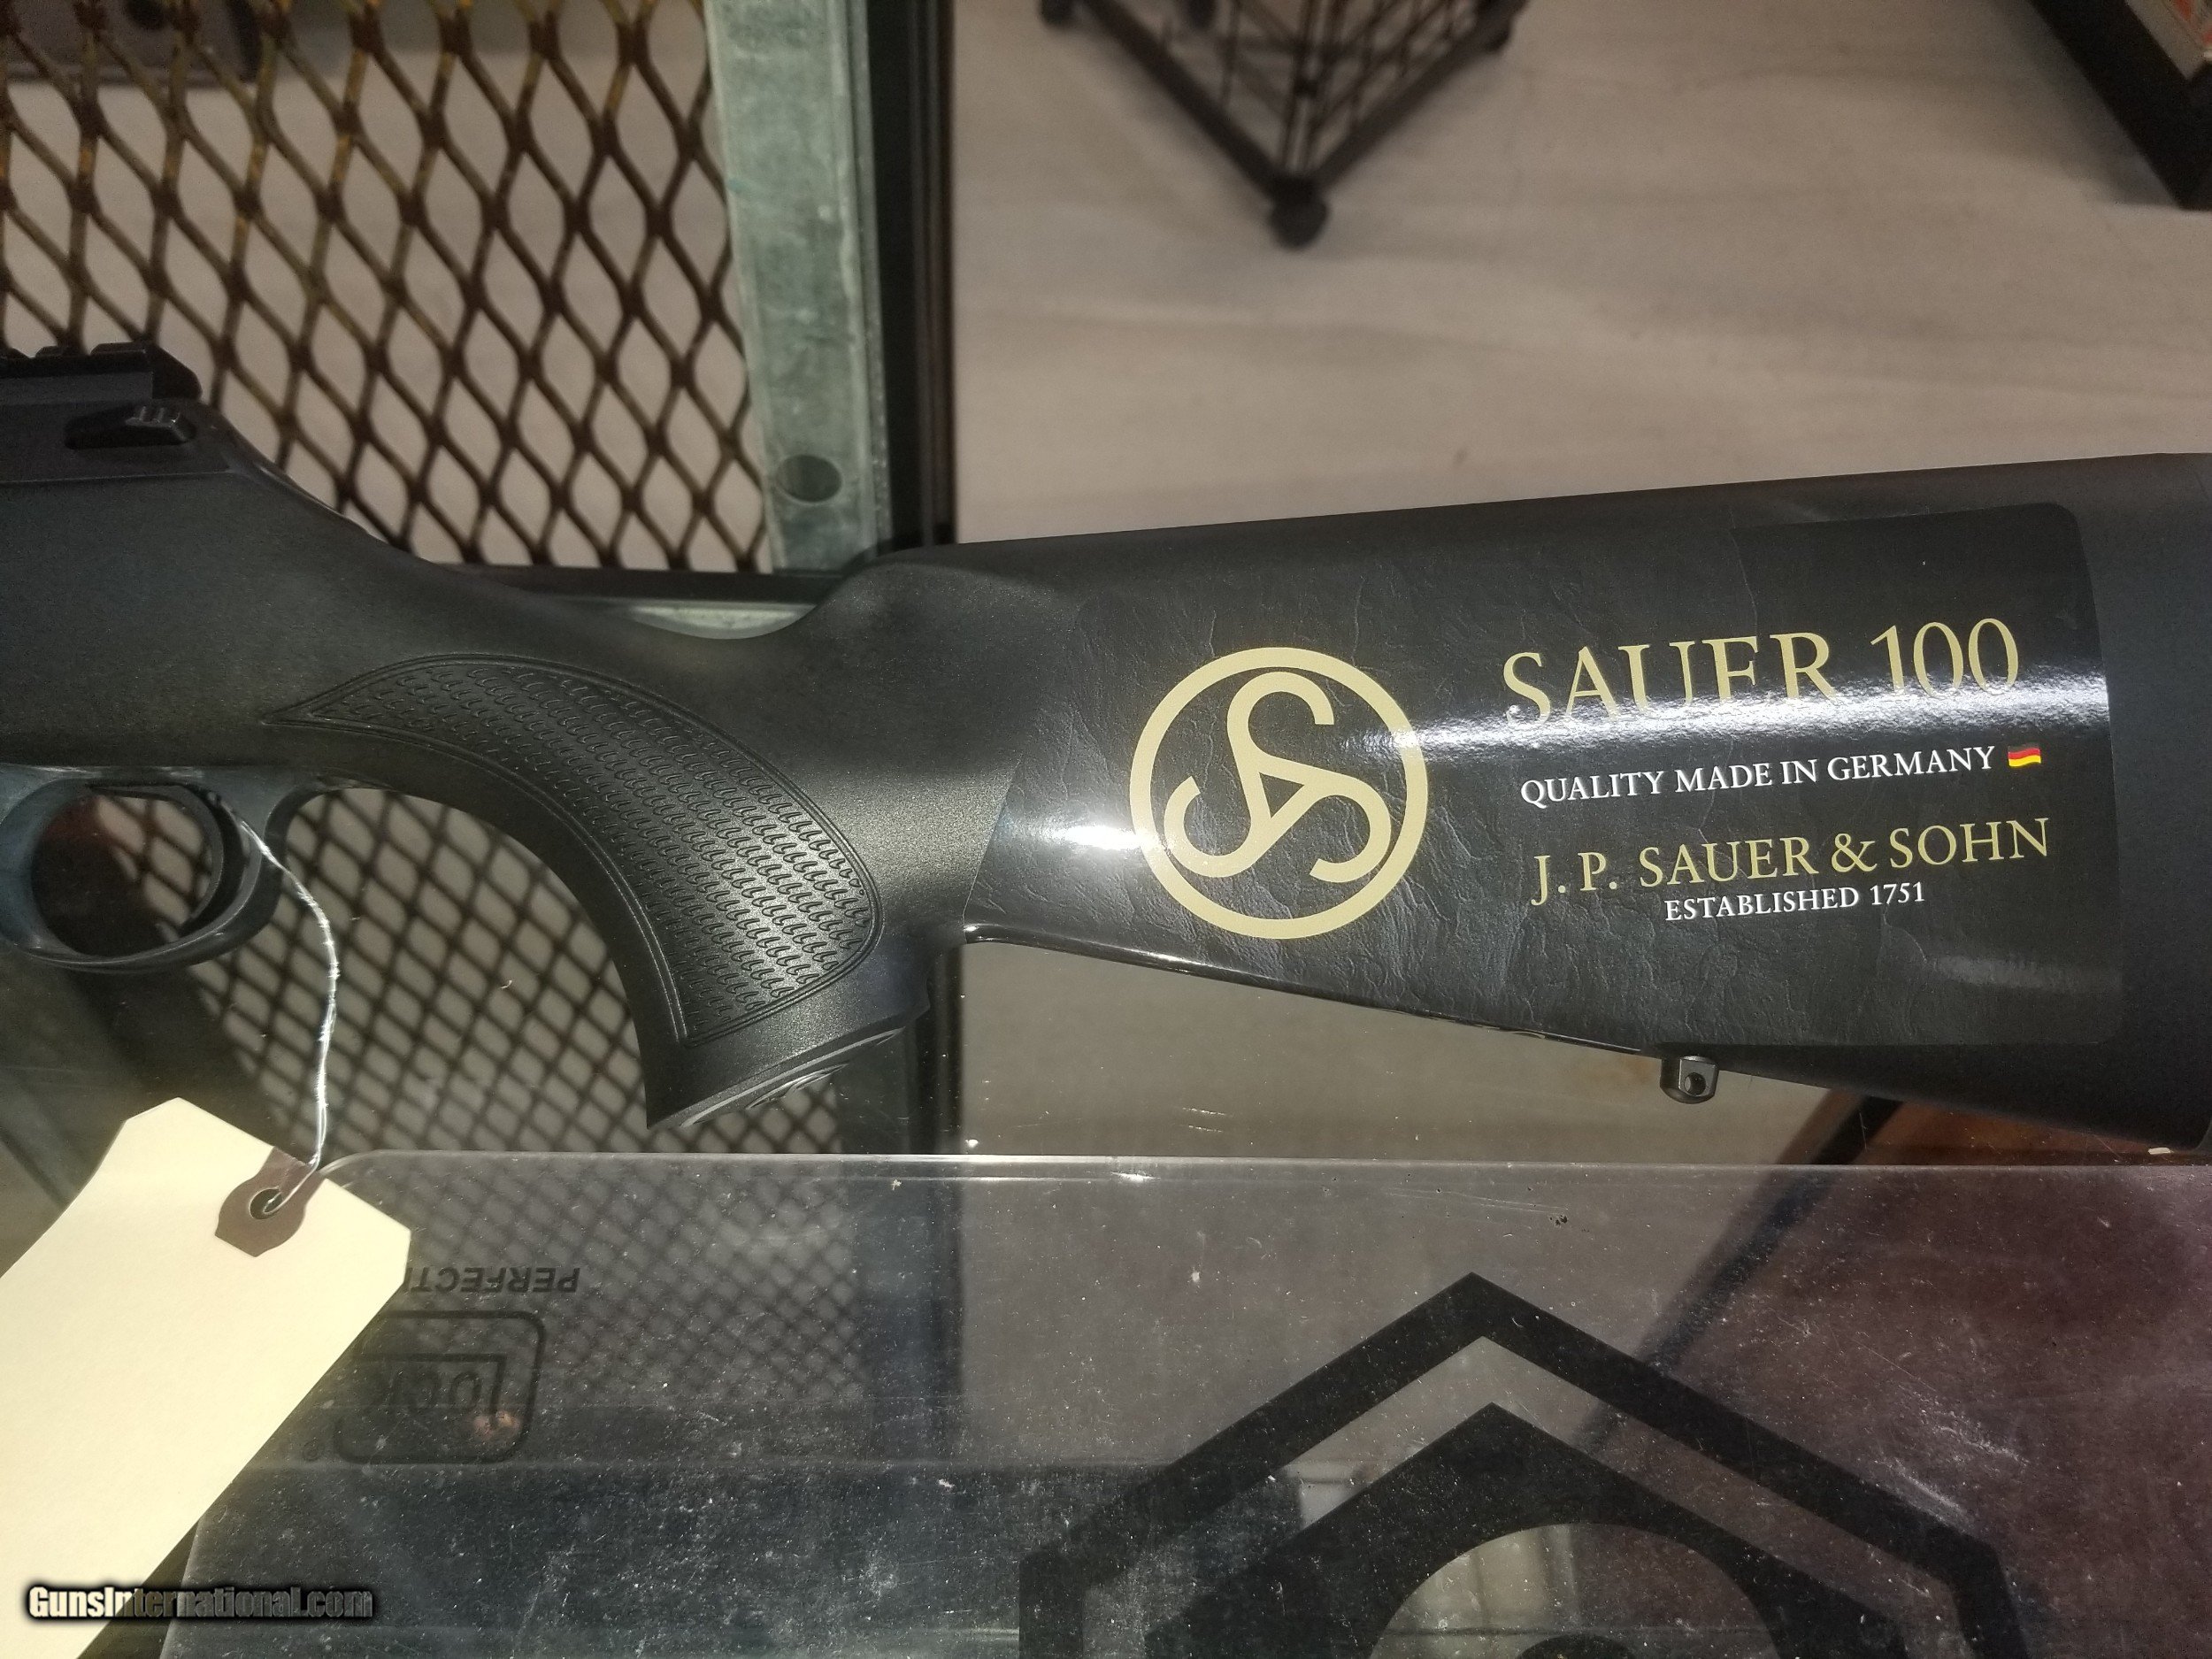 SAUER 100
QUALITY MADE IN GERMANY
J. P. SAUER & SOHN
ESTABLISHED 1751
GunsInternational.com